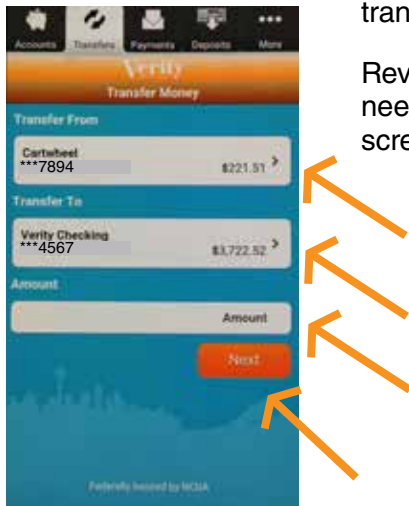 Accounts Transfers Payments Deposits More
Verity
Transfer Money
Transfer From
Cartwheel
***7894
$221.51 >
Transfer To
Verity Checking
***4567
$3,722.52 >
Amount
Amount
Next
Federally Insured by NCUA
tran
Rev
nee
scre